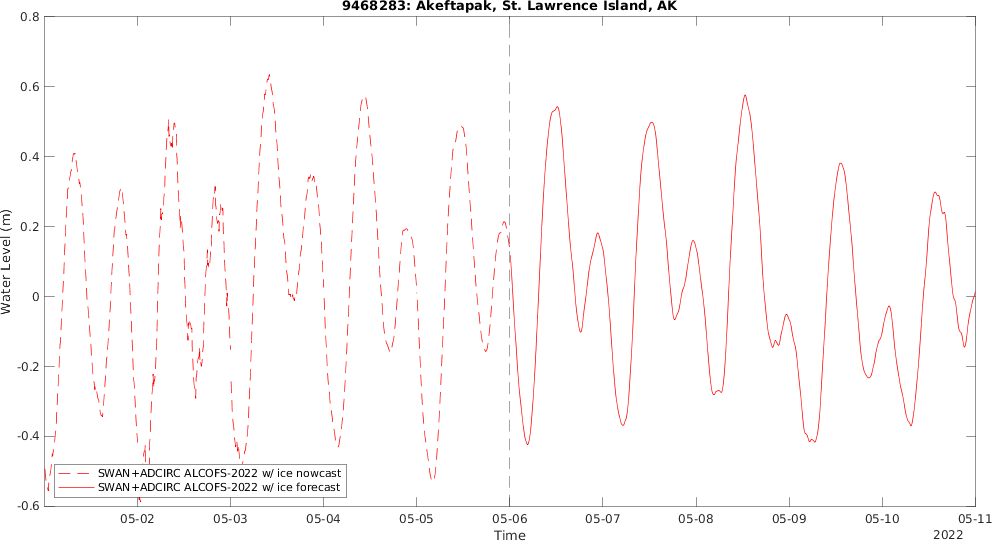 9468283: Akeftapak, St. Lawrence Island, AK
0.8
0.6
0.4
0.2
0
-0.2
-0.4
-0.6
Water Level (m)
SWAN+ADCIRC ALCOFS-2022 w/ ice nowcast
SWAN+ADCIRC ALCOFS-2022 w/ ice forecast
05-02 05-03 05-04 05-05 05-06 05-07 05-08 05-09 05-10 05-11
Time
2022